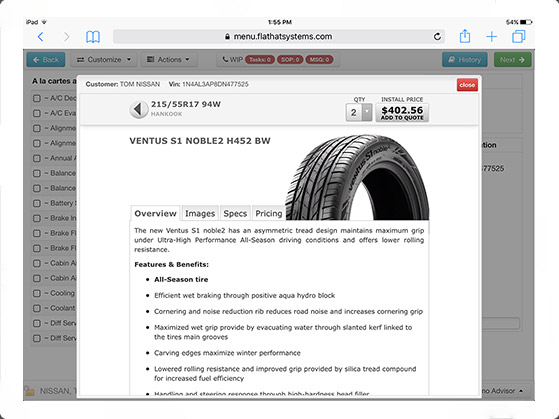 iPad 1:55 PM 54%
menu.flathatsystems.com
Back Customize Actions WIP Tasks: 0 SOP: 0 MSG: 0 History Next
A la cartes a
~ A/C Dec
~ A/C Eva
~ Alignme
~ Alignme
~ Annual A
~ Balance
~ Balance
~ Battery S
~ Brake In
~ Brake Fl
~ Brake Fl
~ Cabin Ai
~ Cabin Ai
~ Cooling
~ Coolant
~ Diff Serv
~ Diff Serv
NISSAN, T
Customer: TOM NISSAN Vin: 1N4AL3AP8DN477525 close
215/55R17 94W
HANKOOK
QTY
2
INSTALL PRICE
$402.56
ADD TO QUOTE
VENTUS S1 NOBLE2 H452 BW
ventus S1 noble2
Overview Images Specs Pricing
The new Ventus S1 noble2 has an asymmetric tread design maintains maximum grip
under Ultra-High Performance All-Season driving conditions and offers lower rolling
resistance.
Features & Benefits:
• All-Season tire
• Efficient wet braking through positive aqua hydro block
• Cornering and noise reduction rib reduces road noise and increases cornering grip
• Maximized wet grip provide by evacuating water through slanted kerf linked to
the tires main grooves
• Carving edges maximize winter performance
• Lowered rolling resistance and improved grip provided by silica tread compound
for increased fuel efficiency
• Handling and steering response through high-hardness bead filler
tion
477525
mo Advisor